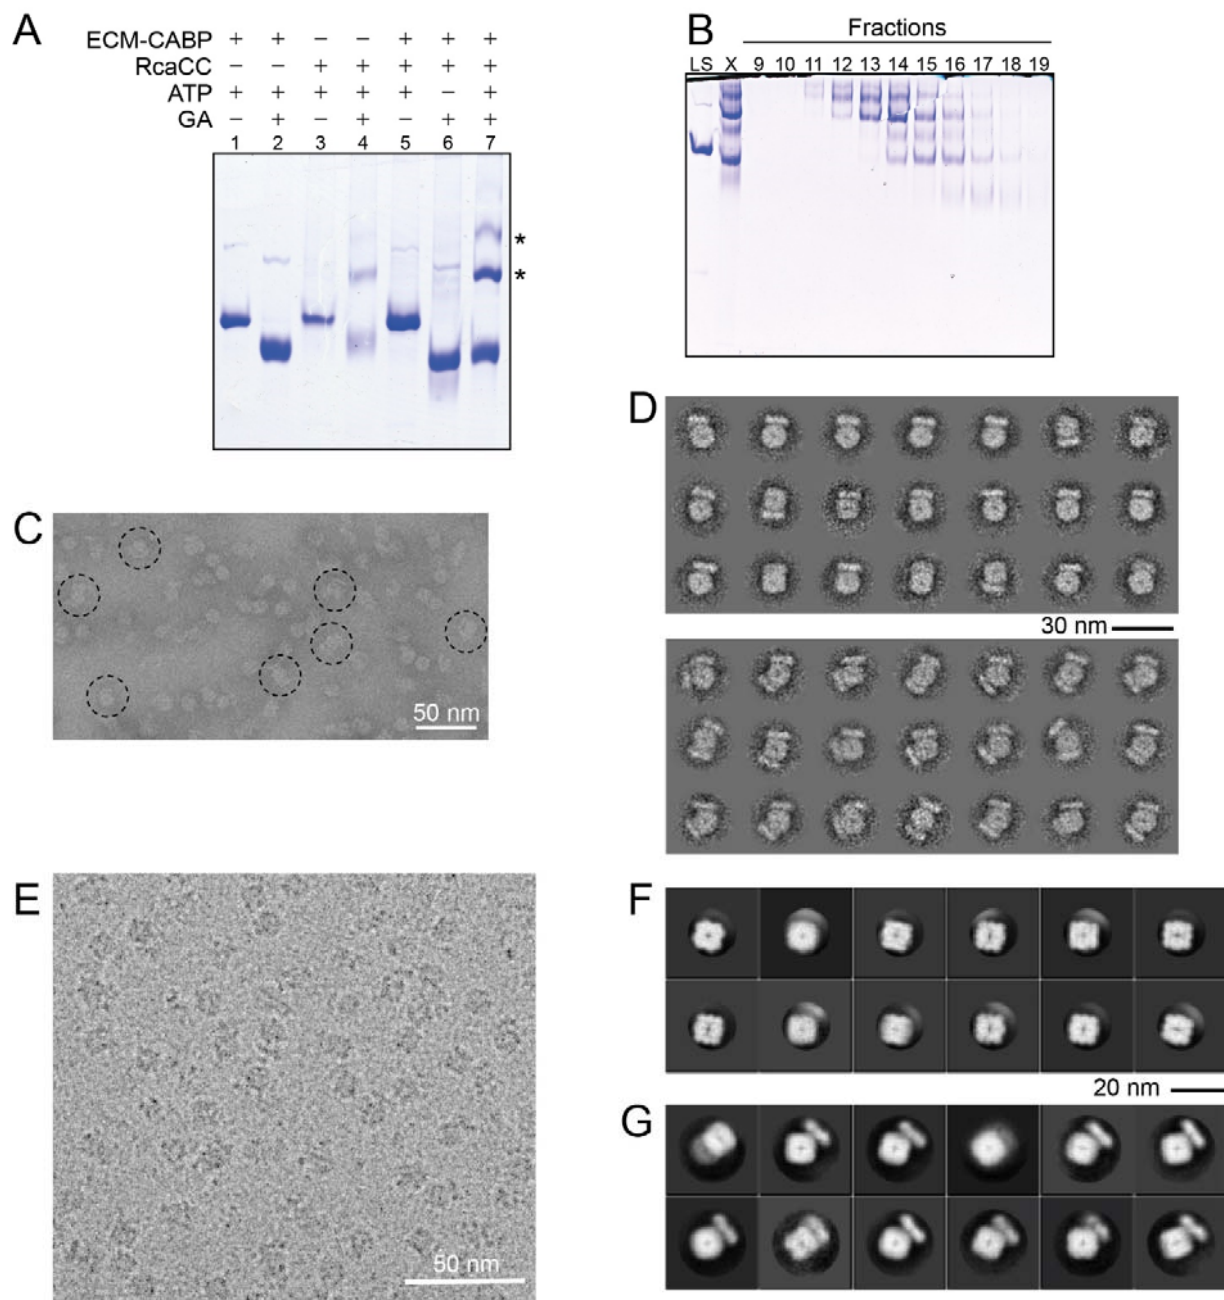 A
ECM-CABP + + – – + + +
RcaCC – – + + + + +
ATP + + + + + – +
GA – + – + – + +
1 2 3 4 5 6 7
*
*
B
Fractions
LS X 9 10 11 12 13 14 15 16 17 18 19
C
50 nm
D
30 nm
E
50 nm
F
20 nm
G